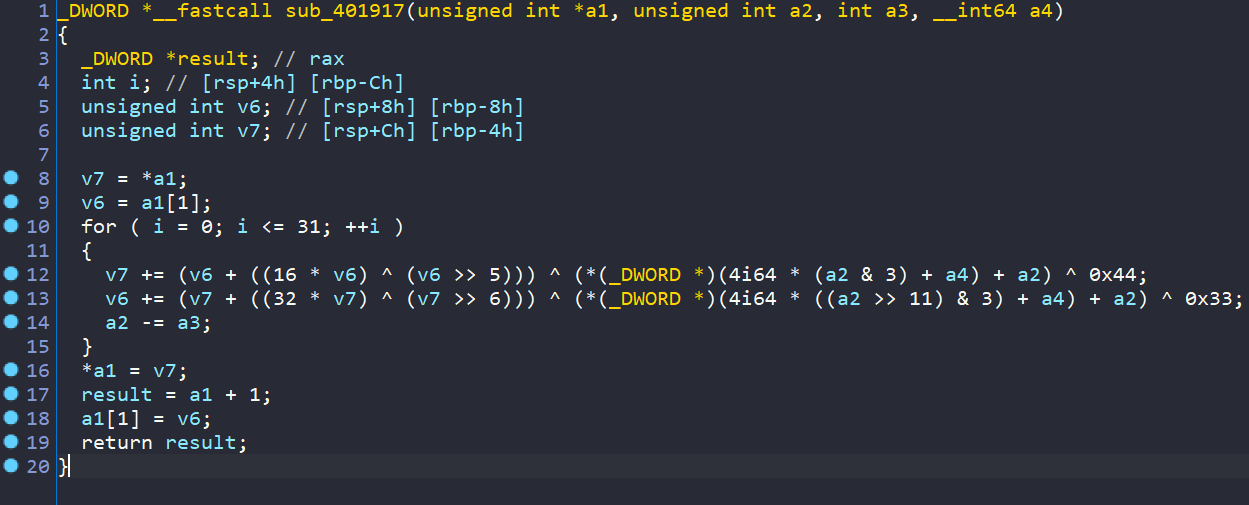 1 _DWORD *__fastcall sub_401917(unsigned int *a1, unsigned int a2, int a3, __int64 a4)
2 {
3   _DWORD *result; // rax
4   int i; // [rsp+4h] [rbp-Ch]
5   unsigned int v6; // [rsp+8h] [rbp-8h]
6   unsigned int v7; // [rsp+Ch] [rbp-4h]
7
8   v7 = *a1;
9   v6 = a1[1];
10   for ( i = 0; i <= 31; ++i )
11   {
12     v7 += (v6 + ((16 * v6) ^ (v6 >> 5))) ^ (*(_DWORD *)(4i64 * (a2 & 3) + a4) + a2) ^ 0x44;
13     v6 += (v7 + ((32 * v7) ^ (v7 >> 6))) ^ (*(_DWORD *)(4i64 * ((a2 >> 11) & 3) + a4) + a2) ^ 0x33;
14     a2 -= a3;
15   }
16   *a1 = v7;
17   result = a1 + 1;
18   a1[1] = v6;
19   return result;
20 }